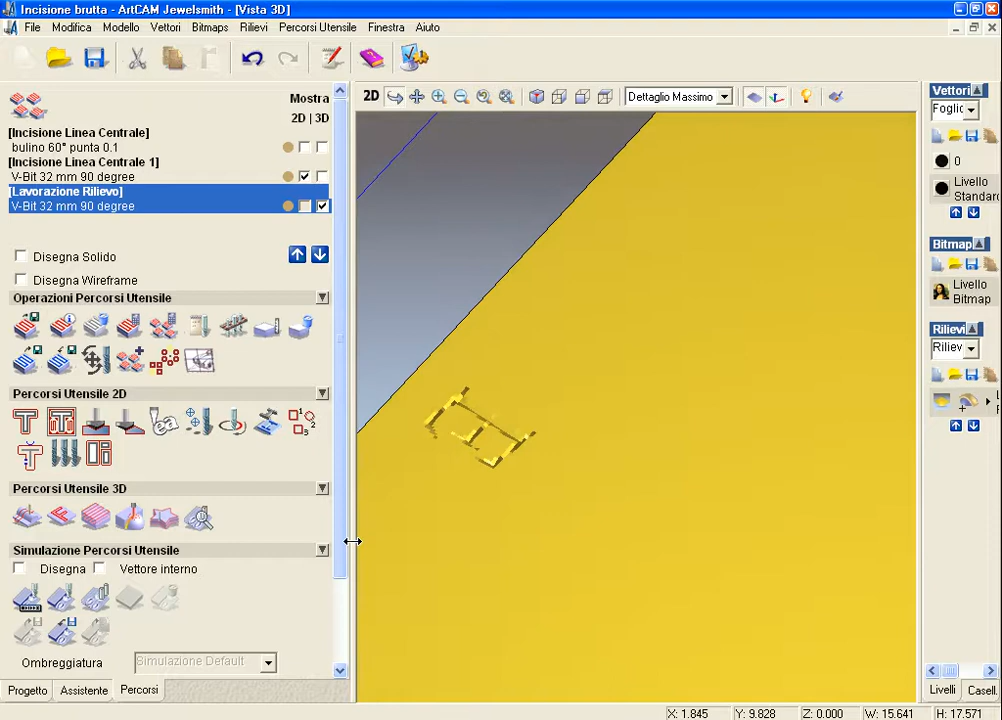 Incisione brutta - ArtCAM Jewelsmith - [Vista 3D]
File Modifica Modello Vettori Bitmaps Rilievi Percorsi Utensile Finestra Aiuto
2D
Dettaglio Massimo
Mostra
2D | 3D
[Incisione Linea Centrale]
bulino 60° punta 0.1
[Incisione Linea Centrale 1]
V-Bit 32 mm 90 degree
[Lavorazione Rilievo]
V-Bit 32 mm 90 degree
Disegna Solido
Disegna Wireframe
Operazioni Percorsi Utensile
Percorsi Utensile 2D
Percorsi Utensile 3D
Simulazione Percorsi Utensile
Disegna Vettore interno
Ombreggiatura Simulazione Default
Progetto Assistente Percorsi
Vettori
Foglio
0
Livello
Standar
Bitmap
Livello
Bitmap
Rilievi
Riliev
Livelli Casell.
X: 1.845 Y: 9.828 Z: 0.000 W: 15.641 H: 17.571